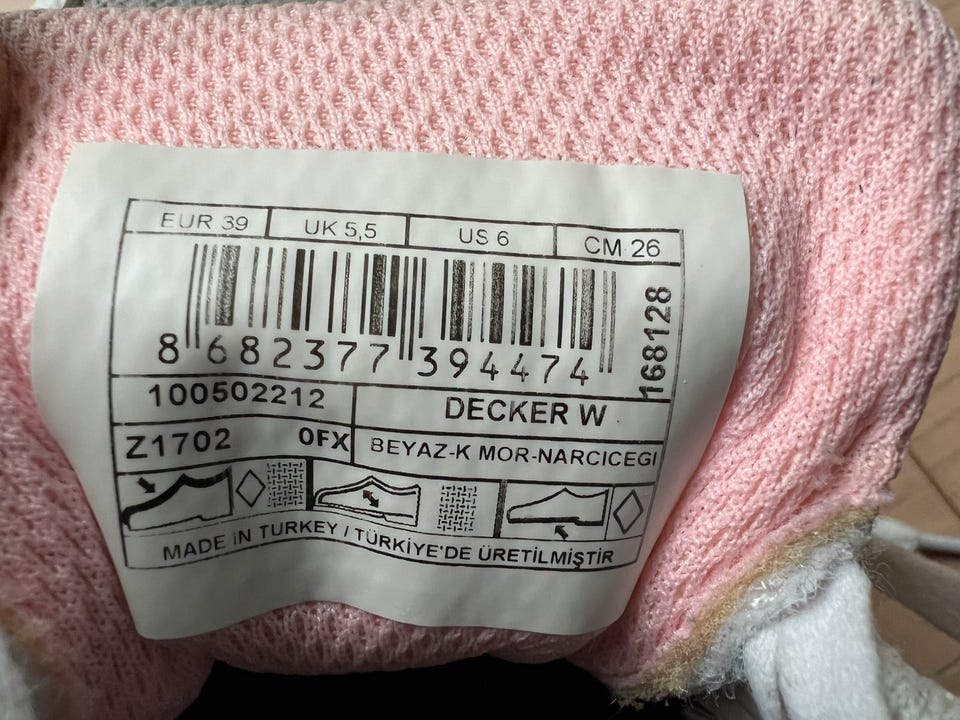 EUR 39 UK 5,5 US 6 CM 26
8 682377 394474
168128
100502212 DECKER W
Z1702 0FX BEYAZ-K MOR-NARCICEGI
MADE İN TURKEY / TÜRKİYE'DE ÜRETİLMİŞTİR